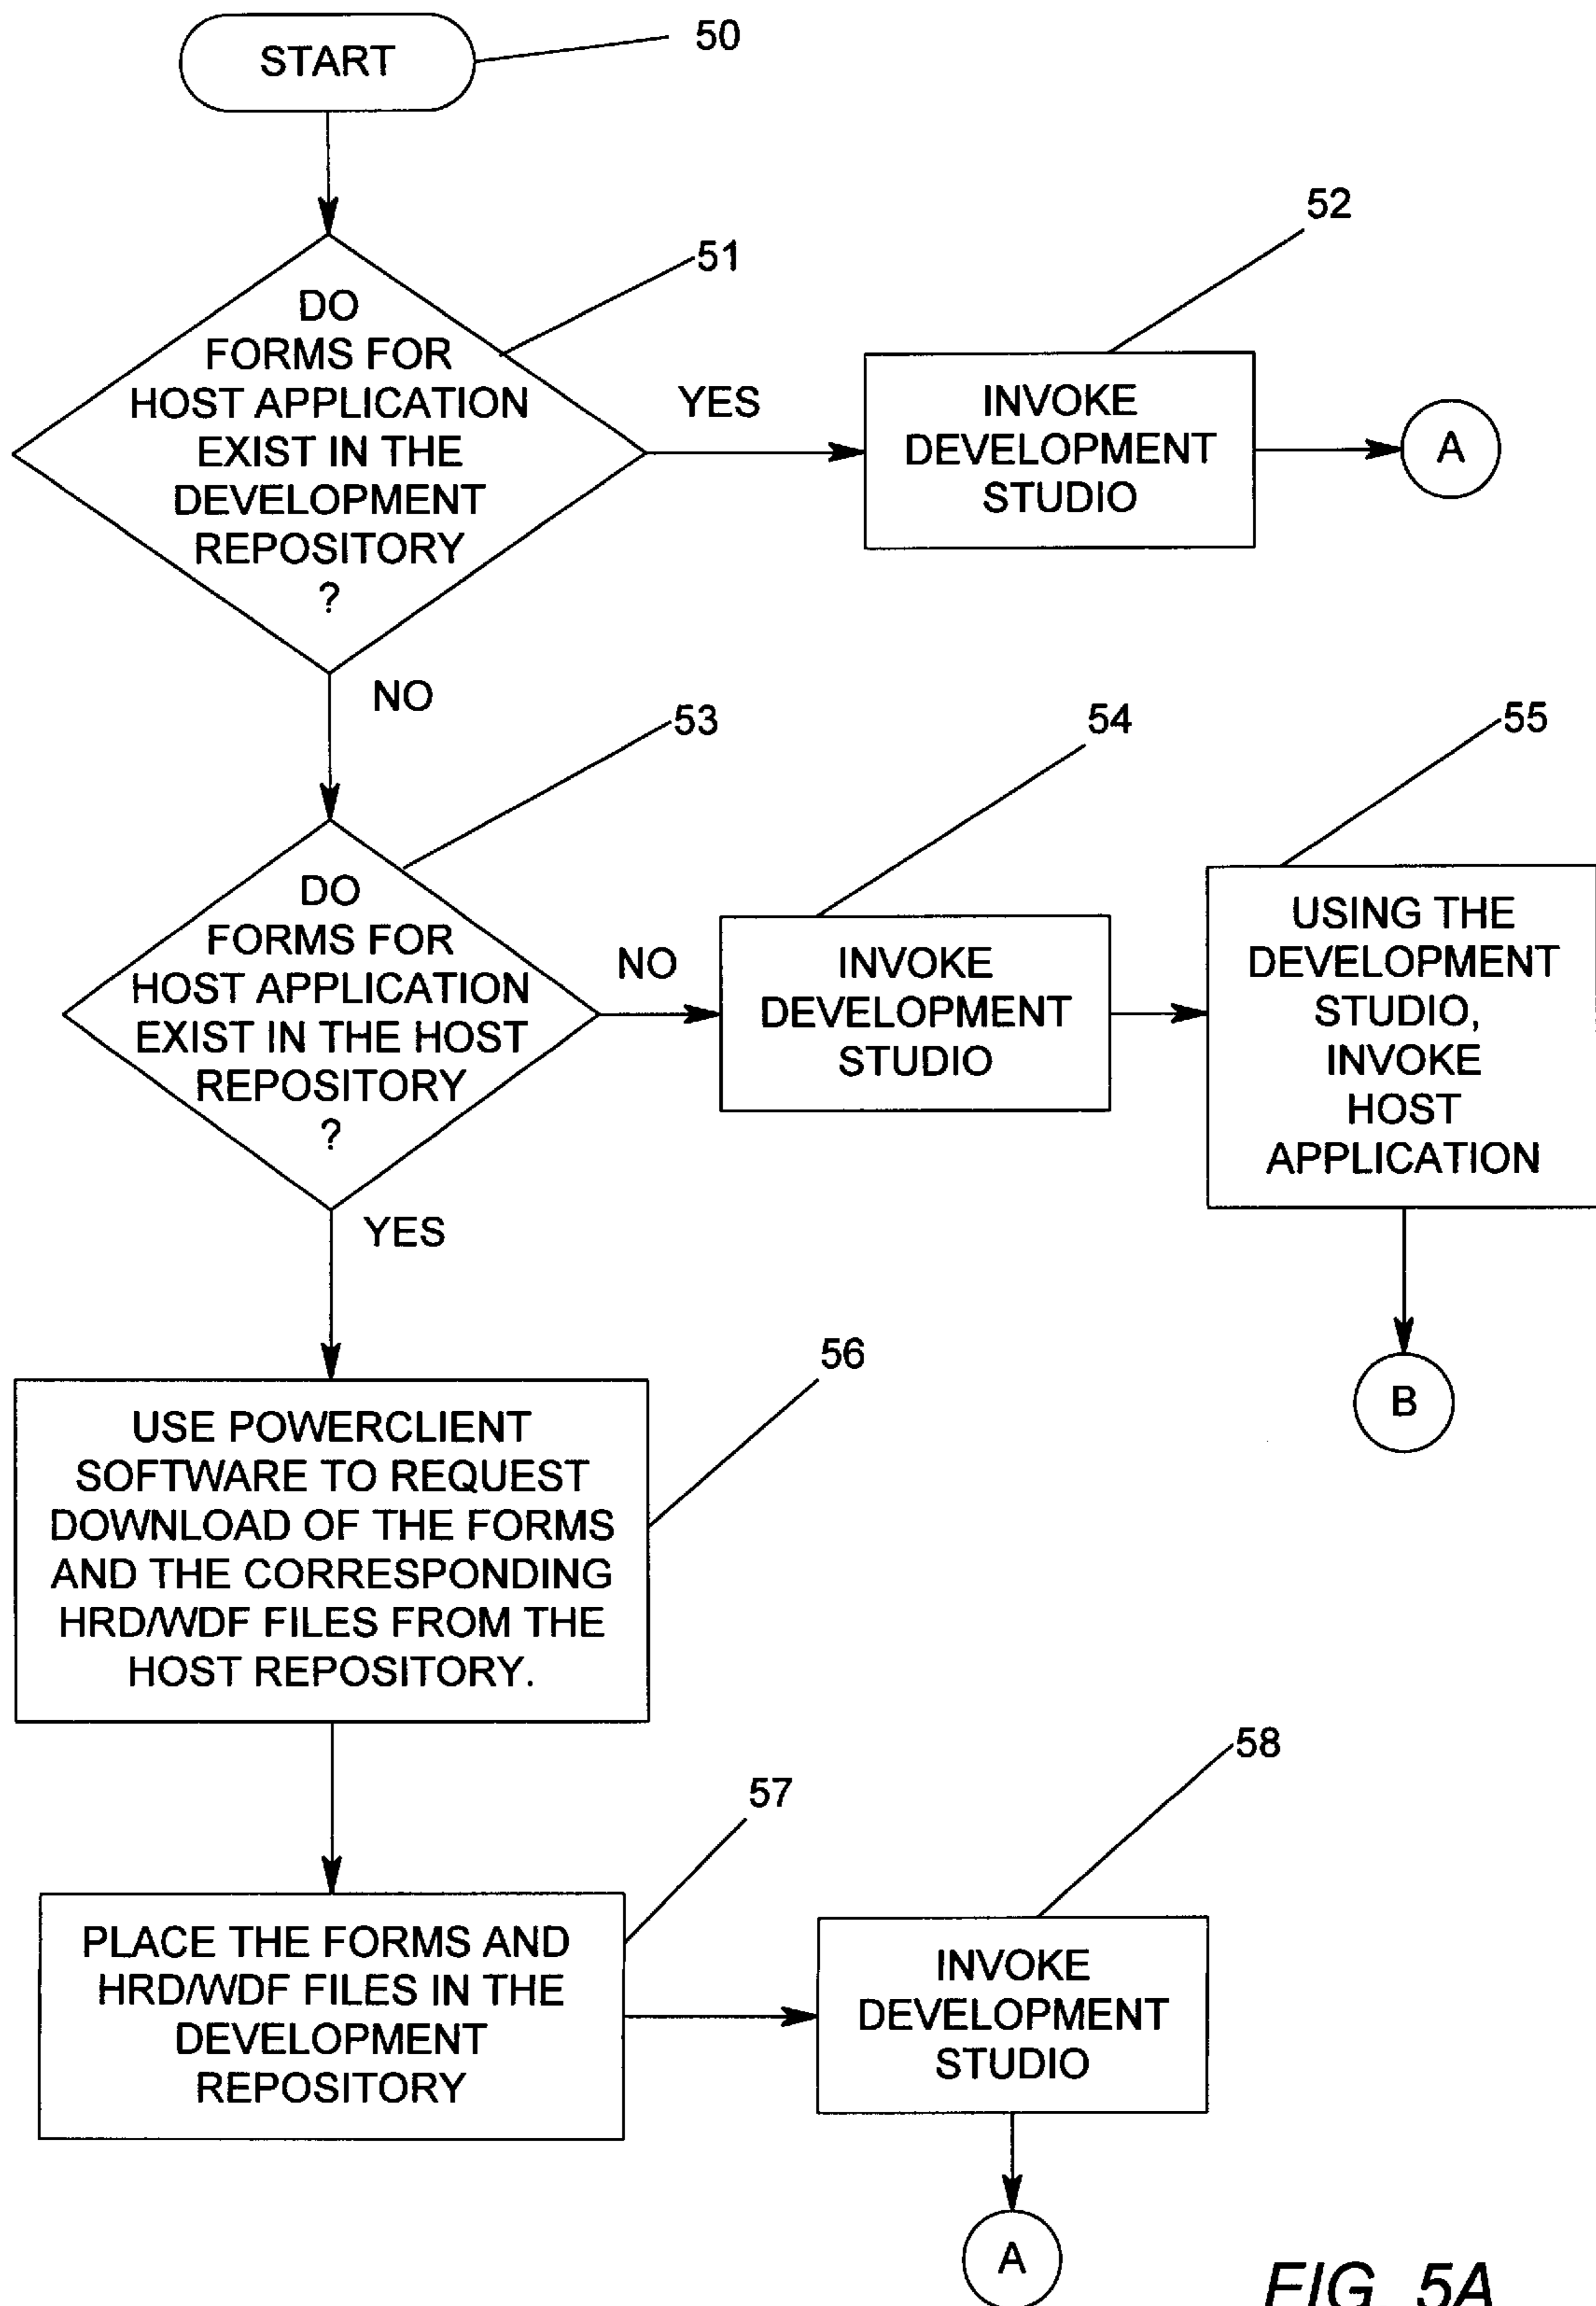 START
50
51
DO
FORMS FOR
HOST APPLICATION
EXIST IN THE
DEVELOPMENT
REPOSITORY
?
YES
52
INVOKE
DEVELOPMENT
STUDIO
A
NO
53
DO
FORMS FOR
HOST APPLICATION
EXIST IN THE HOST
REPOSITORY
?
NO
54
INVOKE
DEVELOPMENT
STUDIO
55
USING THE
DEVELOPMENT
STUDIO,
INVOKE
HOST
APPLICATION
B
YES
56
USE POWERCLIENT
SOFTWARE TO REQUEST
DOWNLOAD OF THE FORMS
AND THE CORRESPONDING
HRD/WDF FILES FROM THE
HOST REPOSITORY.
57
PLACE THE FORMS AND
HRD/WDF FILES IN THE
DEVELOPMENT
REPOSITORY
58
INVOKE
DEVELOPMENT
STUDIO
A
FIG. 5A